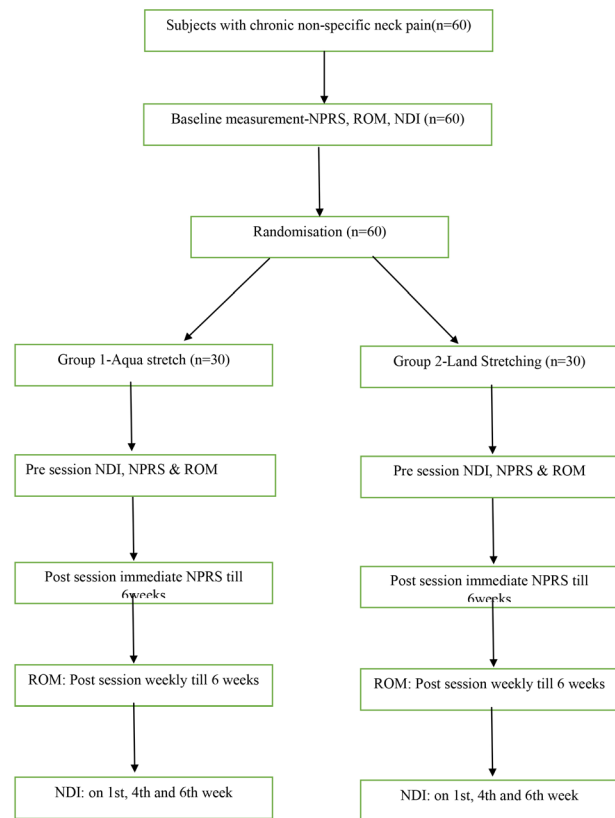 Subjects with chronic non-specific neck pain(n=60)
Baseline measurement-NPRS, ROM, NDI (n=60)
Randomisation (n=60)
Group 1-Aqua stretch (n=30)
Group 2-Land Stretching (n=30)
Pre session NDI, NPRS & ROM
Pre session NDI, NPRS & ROM
Post session immediate NPRS till
6weeks
Post session immediate NPRS till
6weeks
ROM: Post session weekly till 6 weeks
ROM: Post session weekly till 6 weeks
NDI: on 1st, 4th and 6th week
NDI: on 1st, 4th and 6th week